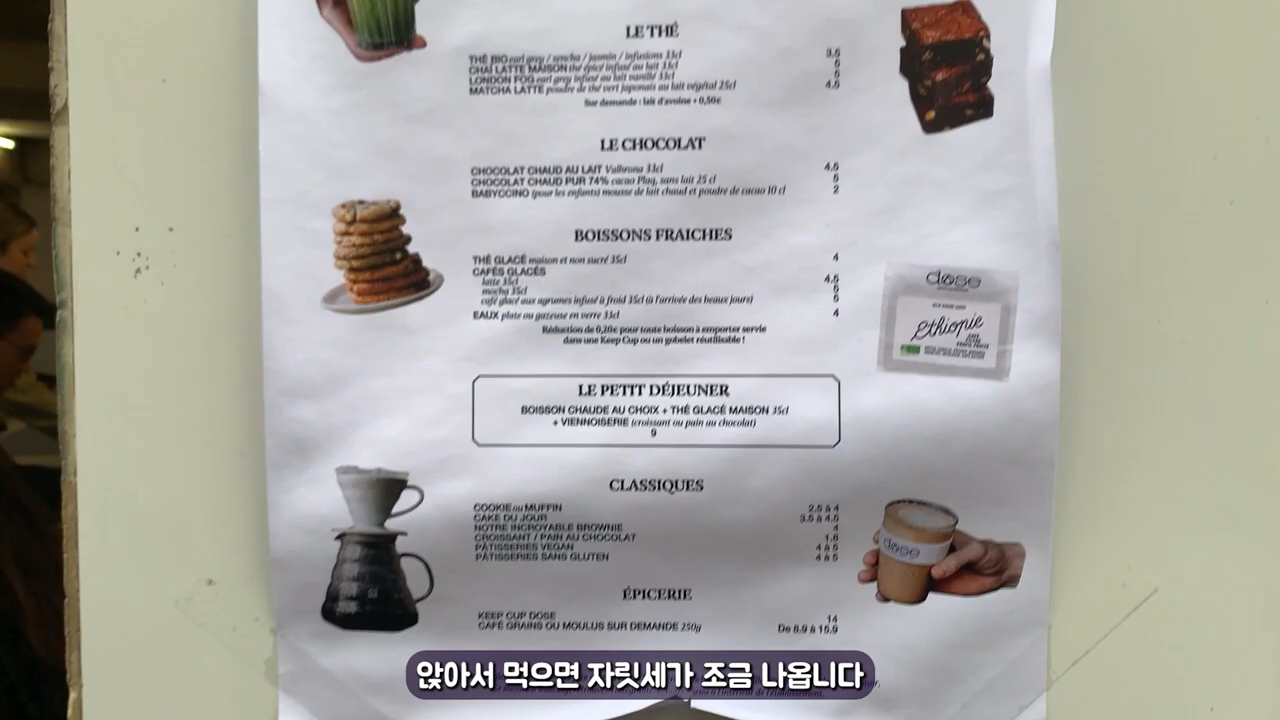 LE THÉ
THÉ BIO earl grey / sencha / jasmin / infusions 33cl 3.5
CHAÏ LATTE MAISON thé épicé infusé au lait 33cl 5
LONDON FOG earl grey infusé au lait vanillé 33cl 5
MATCHA LATTE poudre de thé vert japonais au lait végétal 25cl 4.5
Sur demande : lait d'avoine + 0,50€
LE CHOCOLAT
CHOCOLAT CHAUD AU LAIT Valhrona 33cl 4.5
CHOCOLAT CHAUD PUR 74% cacao Plaq, sans lait 25 cl 5
BABYCCINO (pour les enfants) mousse de lait chaud et poudre de cacao 10 cl 2
BOISSONS FRAICHES
THÉ GLACÉ maison et non sucré 35cl 4
CAFÉS GLACÉS
latte 35cl 4.5
mocha 35cl 5
café glacé aux agrumes infusé à froid 35cl (à l'arrivée des beaux jours) 5
EAUX plate ou gazeuse en verre 33cl 4
Réduction de 0,20€ pour toute boisson à emporter servie
dans une Keep Cup ou un gobelet réutilisable !
døse
Ethiopie
LE PETIT DÉJEUNER
BOISSON CHAUDE AU CHOIX + THÉ GLACÉ MAISON 35cl
+ VIENNOISERIE (croissant ou pain au chocolat)
9
CLASSIQUES
COOKIE ou MUFFIN 2.5 à 4
CAKE DU JOUR 3.5 à 4.5
NOTRE INCROYABLE BROWNIE 4
CROISSANT / PAIN AU CHOCOLAT 1.8
PÂTISSERIES VEGAN 4 à 5
PÂTISSERIES SANS GLUTEN 4 à 5
døse
ÉPICERIE
KEEP CUP DOSE 14
CAFÉ GRAINS OU MOULUS SUR DEMANDE 250g De 8.9 à 15.9
앉아서 먹으면 자릿세가 조금 나옵니다